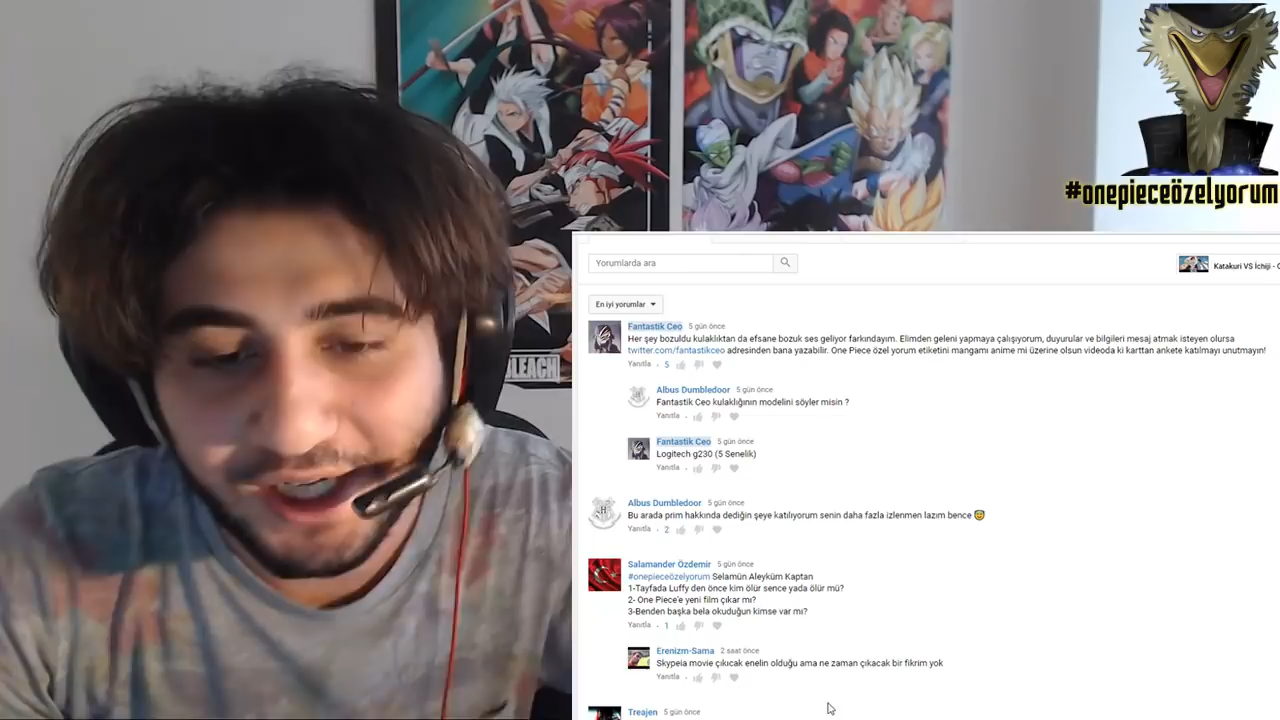 #onepieceözelyorum
BLEACH
Yorumlarda ara
Katakuri VS İchiji -
En iyi yorumlar
Fantastik Ceo 5 gün önce
Her şey bozuldu kulaklıktan da efsane bozuk ses geliyor farkındayım. Elimden geleni yapmaya çalışıyorum, duyurular ve bilgileri mesaj atmak isteyen olursa
twitter.com/fantastikceo adresinden bana yazabilir. One Piece özel yorum etiketini mangamı anime mi üzerine olsun videoda ki karttan ankete katılmayı unutmayın!
Yanıtla 5
Albus Dumbledoor 5 gün önce
Fantastik Ceo kulaklığının modelini söyler misin ?
Yanıtla
Fantastik Ceo 5 gün önce
Logitech g230 (5 Senelik)
Yanıtla
Albus Dumbledoor 5 gün önce
Bu arada prim hakkında dediğin şeye katılıyorum senin daha fazla izlenmen lazım bence 😇
Yanıtla 2
Salamander Özdemir 5 gün önce
#onepieceözelyorum Selamün Aleyküm Kaptan
1-Tayfada Luffy den önce kim ölür sence yada ölür mü?
2- One Piece'e yeni film çıkar mı?
3-Benden başka bela okuduğun kimse var mı?
Yanıtla 1
Erenizm-Sama 2 saat önce
Skypeia movie çıkıcak enelin olduğu ama ne zaman çıkacak bir fikrim yok
Yanıtla
Treajen 5 gün önce